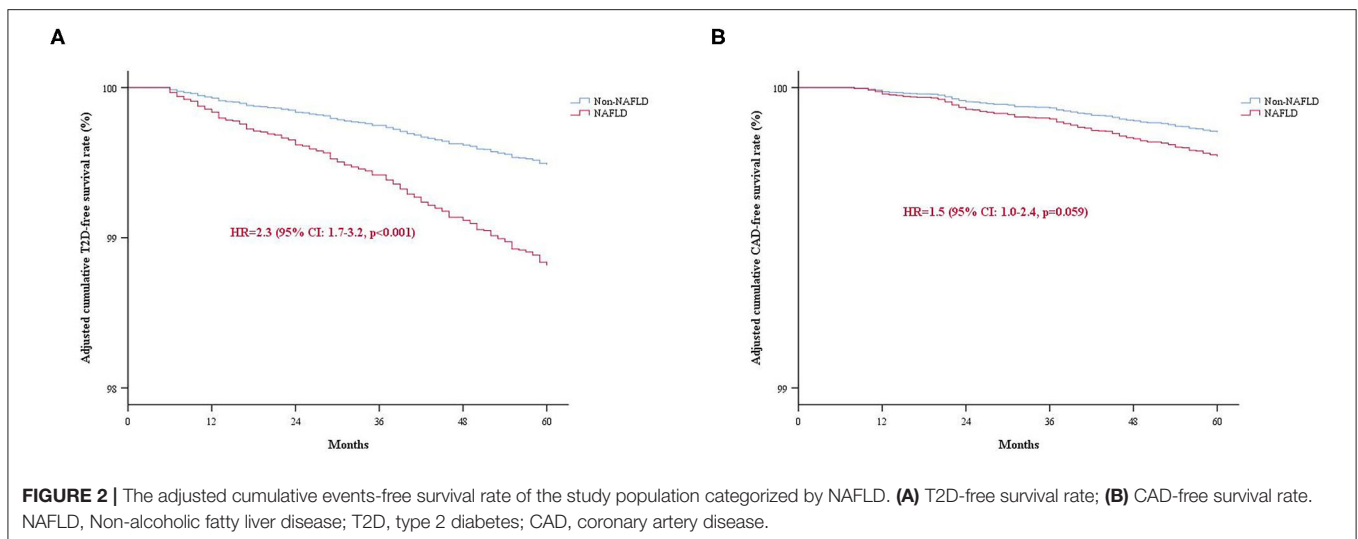 A
Adjusted cumulative T2D-free survival rate (%)
100
99
98
0 12 24 36 48 60
Months
Non-NAFLD
NAFLD
HR=2.3 (95% CI: 1.7-3.2, p<0.001)
B
Adjusted cumulative CAD-free survival rate (%)
100
99
0 12 24 36 48 60
Months
Non-NAFLD
NAFLD
HR=1.5 (95% CI: 1.0-2.4, p=0.059)
FIGURE 2 | The adjusted cumulative events-free survival rate of the study population categorized by NAFLD. (A) T2D-free survival rate; (B) CAD-free survival rate.
NAFLD, Non-alcoholic fatty liver disease; T2D, type 2 diabetes; CAD, coronary artery disease.